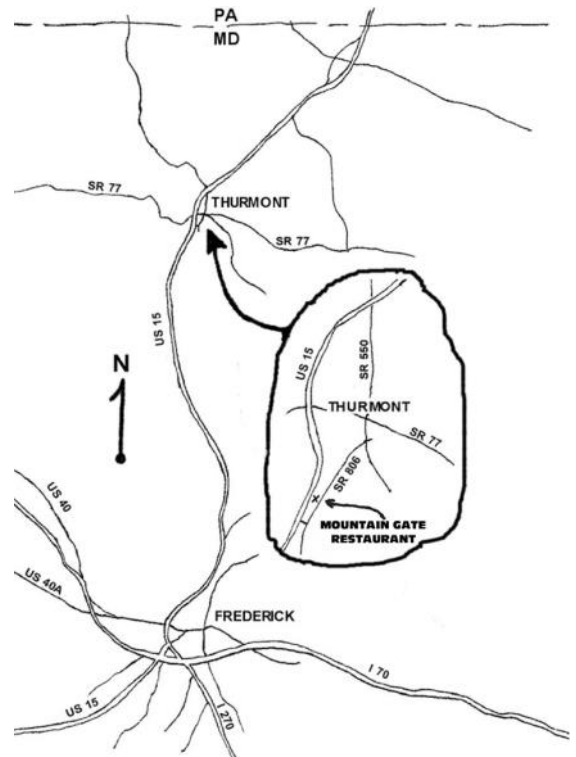 PA
MD
SR 77
THURMONT
SR 77
US 15
N
US 15
SR 550
THURMONT
SR 77
SR 806
X
MOUNTAIN GATE
RESTAURANT
US 40
US 40A
FREDERICK
I 70
US 15
I 270